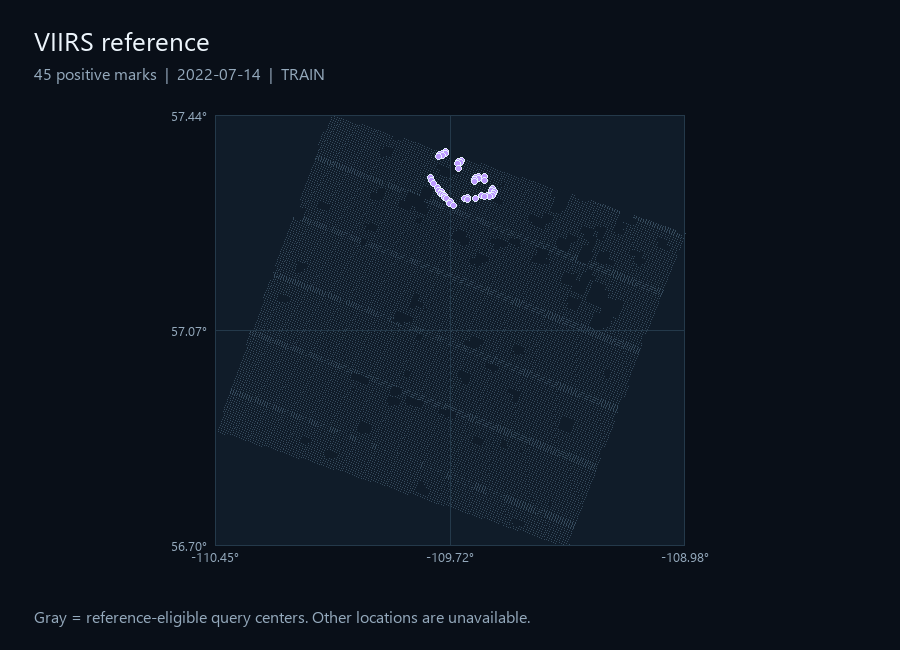 VIIRS reference
45 positive marks | 2022-07-14 | TRAIN
57.44°
57.07°
56.70°
-110.45°
-109.72°
-108.98°
Gray = reference-eligible query centers. Other locations are unavailable.